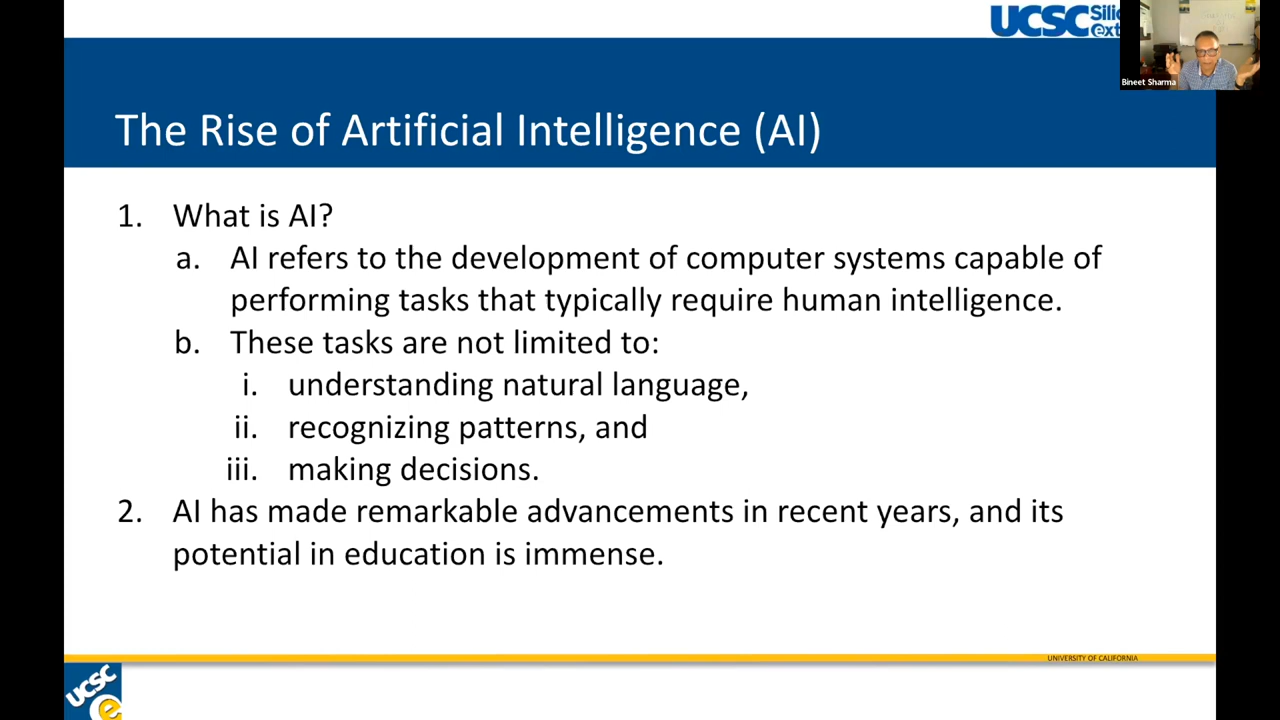 UCSC Silic
ext
Bineet Sharma
The Rise of Artificial Intelligence (AI)
1. What is AI?
a. AI refers to the development of computer systems capable of
performing tasks that typically require human intelligence.
b. These tasks are not limited to:
i. understanding natural language,
ii. recognizing patterns, and
iii. making decisions.
2. AI has made remarkable advancements in recent years, and its
potential in education is immense.
UNIVERSITY OF CALIFORNIA
UCSC
e